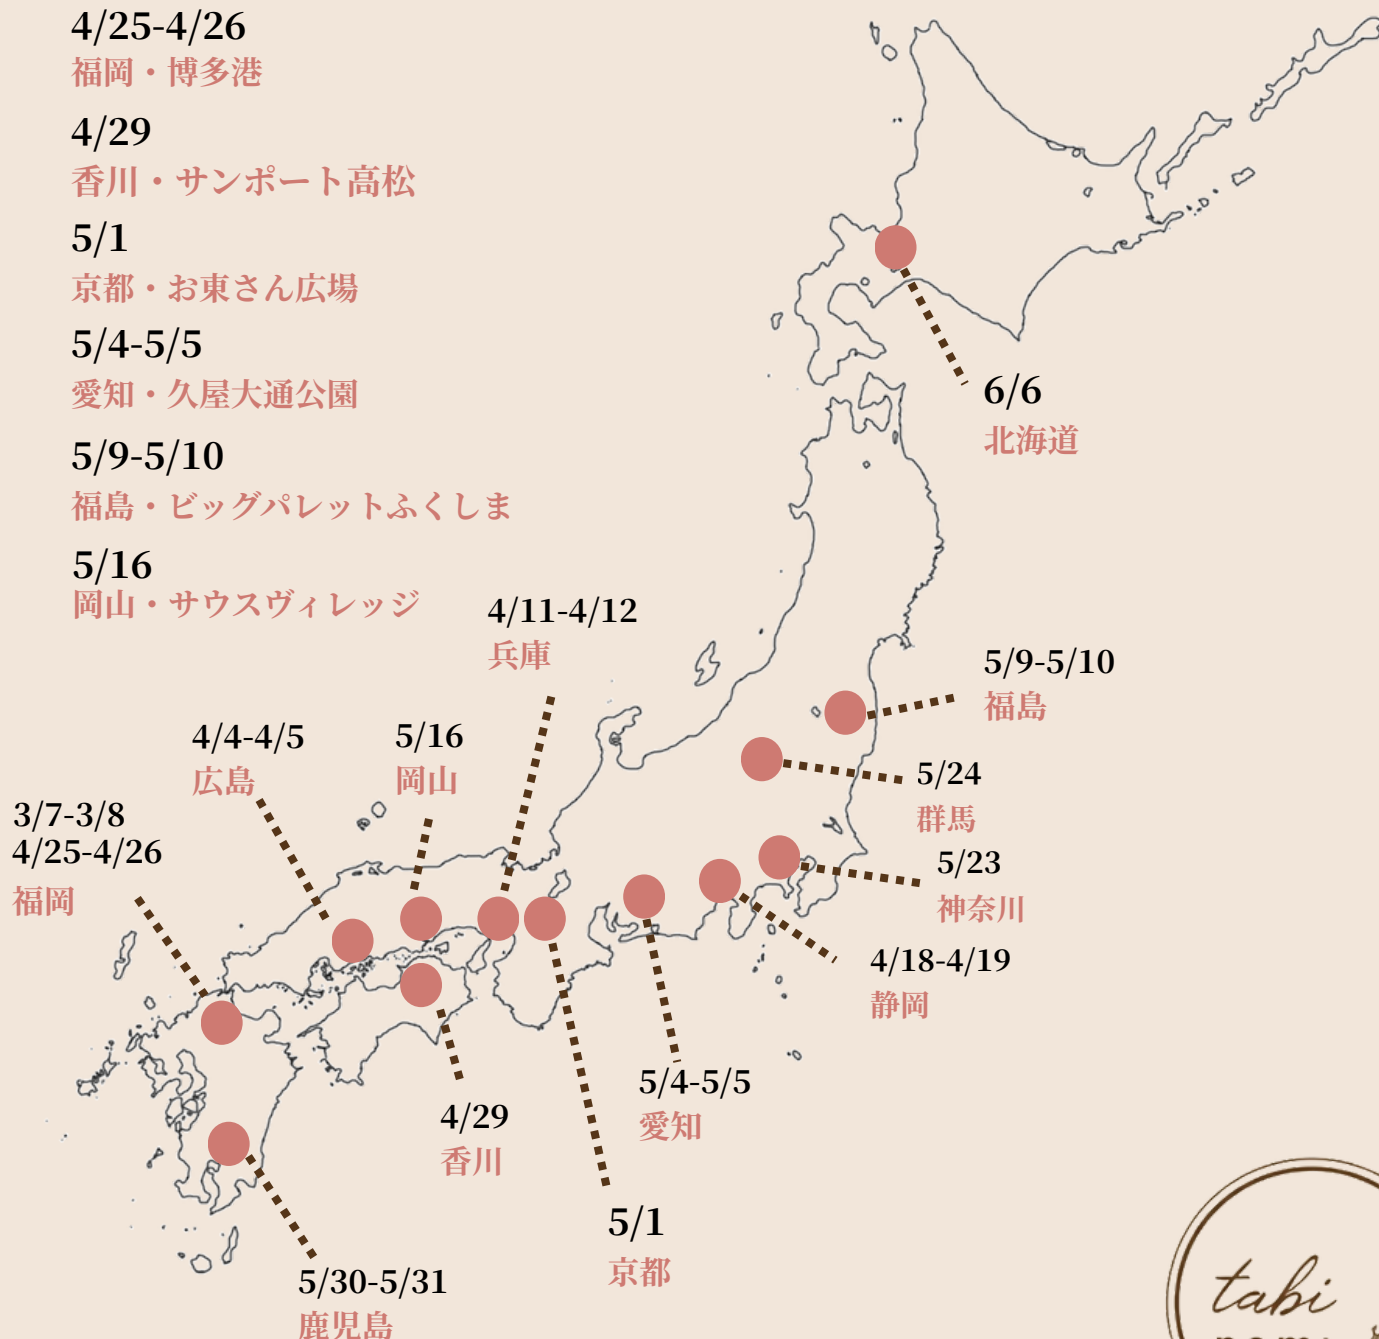 4/25-4/26
福岡・博多港
4/29
香川・サンポート高松
5/1
京都・お東さん広場
5/4-5/5
愛知・久屋大通公園
5/9-5/10
福島・ビッグパレットふくしま
5/16
岡山・サウスヴィレッジ
6/6
北海道
4/11-4/12
兵庫
5/9-5/10
福島
4/4-4/5
広島
5/16
岡山
5/24
群馬
3/7-3/8
4/25-4/26
福岡
5/23
神奈川
4/18-4/19
静岡
5/4-5/5
愛知
4/29
香川
5/1
京都
5/30-5/31
鹿児島
tabi